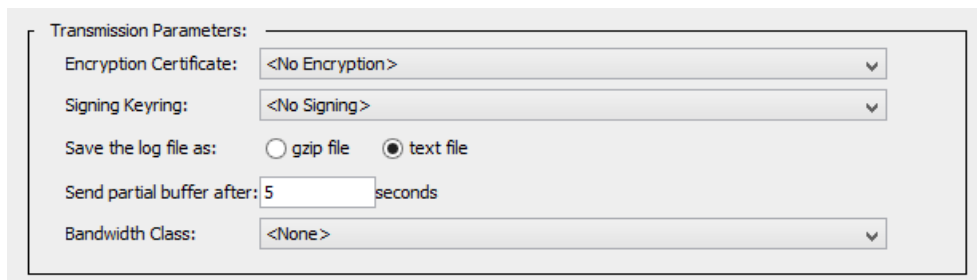 Transmission Parameters:
Encryption Certificate: <No Encryption>
Signing Keyring: <No Signing>
Save the log file as: gzip file text file
Send partial buffer after: 5 seconds
Bandwidth Class: <None>